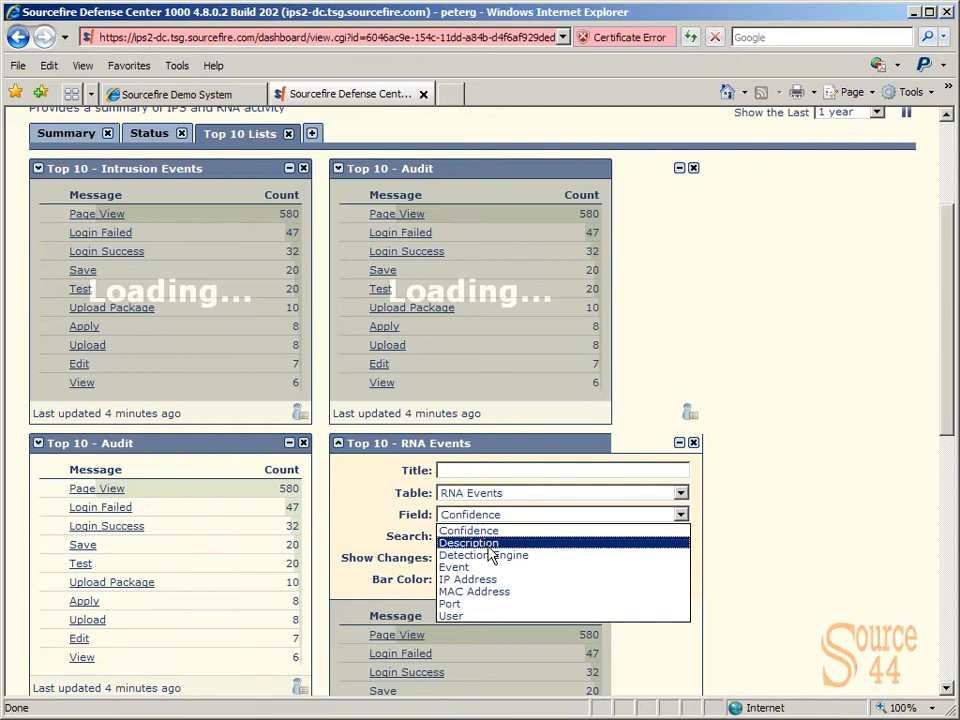 Sourcefire Defense Center 1000 4.8.0.2 Build 202 (ips2-dc.tsg.sourcefire.com) - peterg - Windows Internet Explorer
https://ips2-dc.tsg.sourcefire.com/dashboard/view.cgi?id=6046ac9e-154c-11dd-a84b-d4f6af929ded
Certificate Error
Google
File Edit View Favorites Tools Help
Sourcefire Demo System
Sourcefire Defense Cent...
Page Tools »
Provides a summary of IPS and RNA activity
Show the Last 1 year
Summary Status Top 10 Lists
Top 10 - Intrusion Events
Message Count
Page View 580
Login Failed 47
Login Success 32
Save 20
Test 20
Upload Package 10
Apply 8
Upload 8
Edit 7
View 6
Loading...
Last updated 4 minutes ago
Top 10 - Audit
Message Count
Page View 580
Login Failed 47
Login Success 32
Save 20
Test 20
Upload Package 10
Apply 8
Upload 8
Edit 7
View 6
Loading...
Last updated 4 minutes ago
Top 10 - Audit
Message Count
Page View 580
Login Failed 47
Login Success 32
Save 20
Test 20
Upload Package 10
Apply 8
Upload 8
Edit 7
View 6
Last updated 4 minutes ago
Top 10 - RNA Events
Title:
Table: RNA Events
Field: Confidence
Search:
Show Changes:
Bar Color:
Confidence
Description
Detection Engine
Event
IP Address
MAC Address
Port
User
Message
Page View 580
Login Failed 47
Login Success 32
Save 20
Source
44
Done
Internet
100%